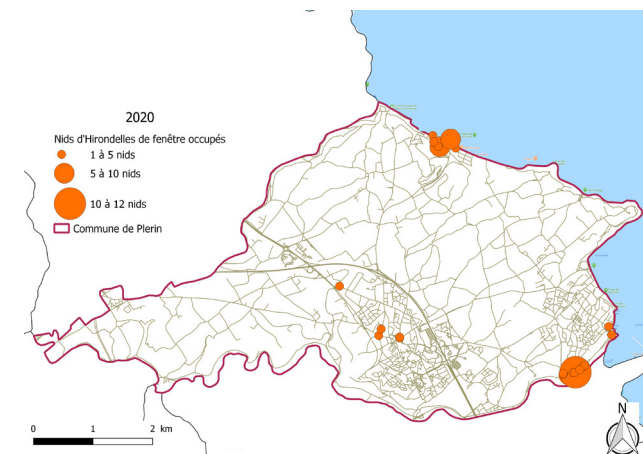 2020
Nids d'Hirondelles de fenêtre occupés
1 à 5 nids
5 à 10 nids
10 à 12 nids
Commune de Plerin
0 1 2 km
N